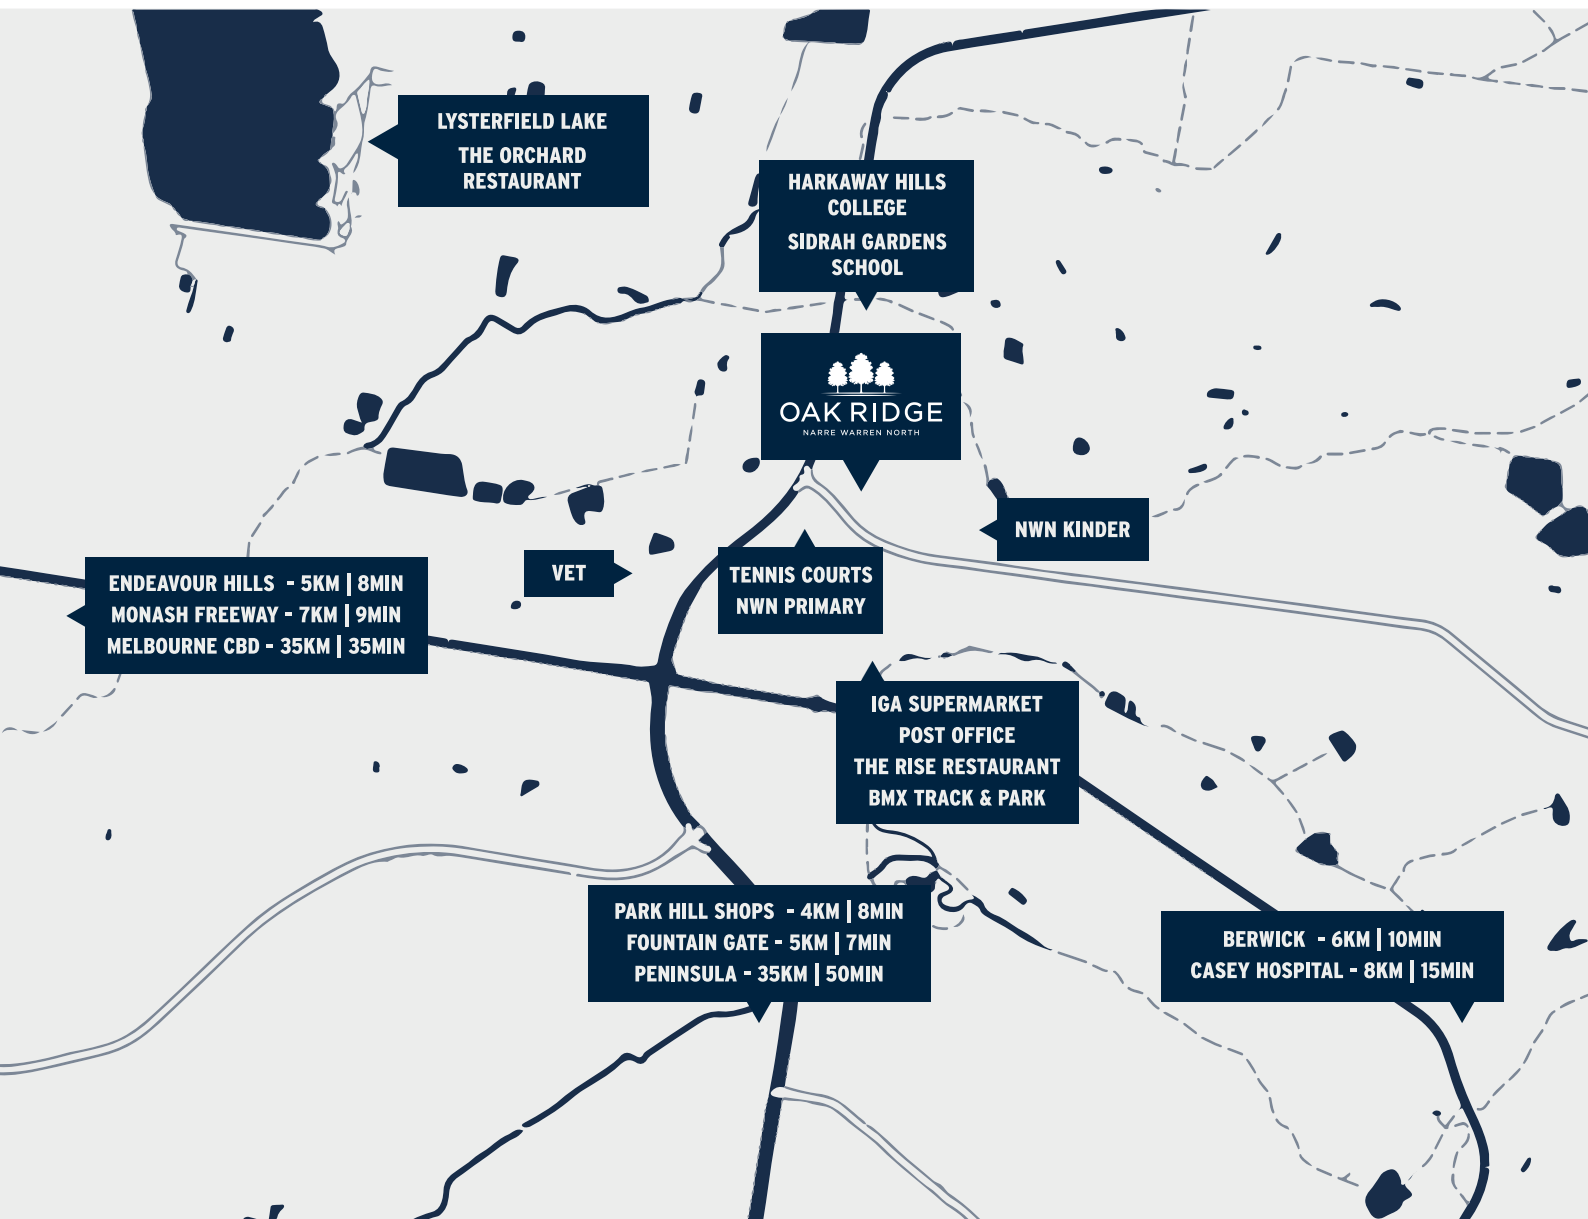 LYSTERFIELD LAKE
THE ORCHARD
RESTAURANT
HARKAWAY HILLS
COLLEGE
SIDRAH GARDENS
SCHOOL
OAK RIDGE
NARRE WARREN NORTH
NWN KINDER
VET
TENNIS COURTS
NWN PRIMARY
ENDEAVOUR HILLS - 5KM | 8MIN
MONASH FREEWAY - 7KM | 9MIN
MELBOURNE CBD - 35KM | 35MIN
IGA SUPERMARKET
POST OFFICE
THE RISE RESTAURANT
BMX TRACK & PARK
PARK HILL SHOPS - 4KM | 8MIN
FOUNTAIN GATE - 5KM | 7MIN
PENINSULA - 35KM | 50MIN
BERWICK - 6KM | 10MIN
CASEY HOSPITAL - 8KM | 15MIN